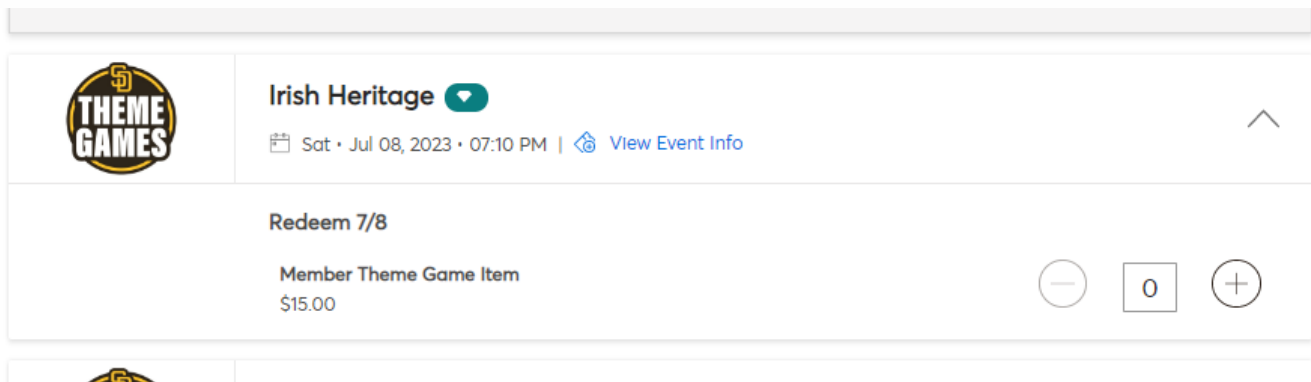 SD
THEME
GAMES
Irish Heritage
Sat • Jul 08, 2023 • 07:10 PM | View Event Info
Redeem 7/8
Member Theme Game Item
$15.00
0